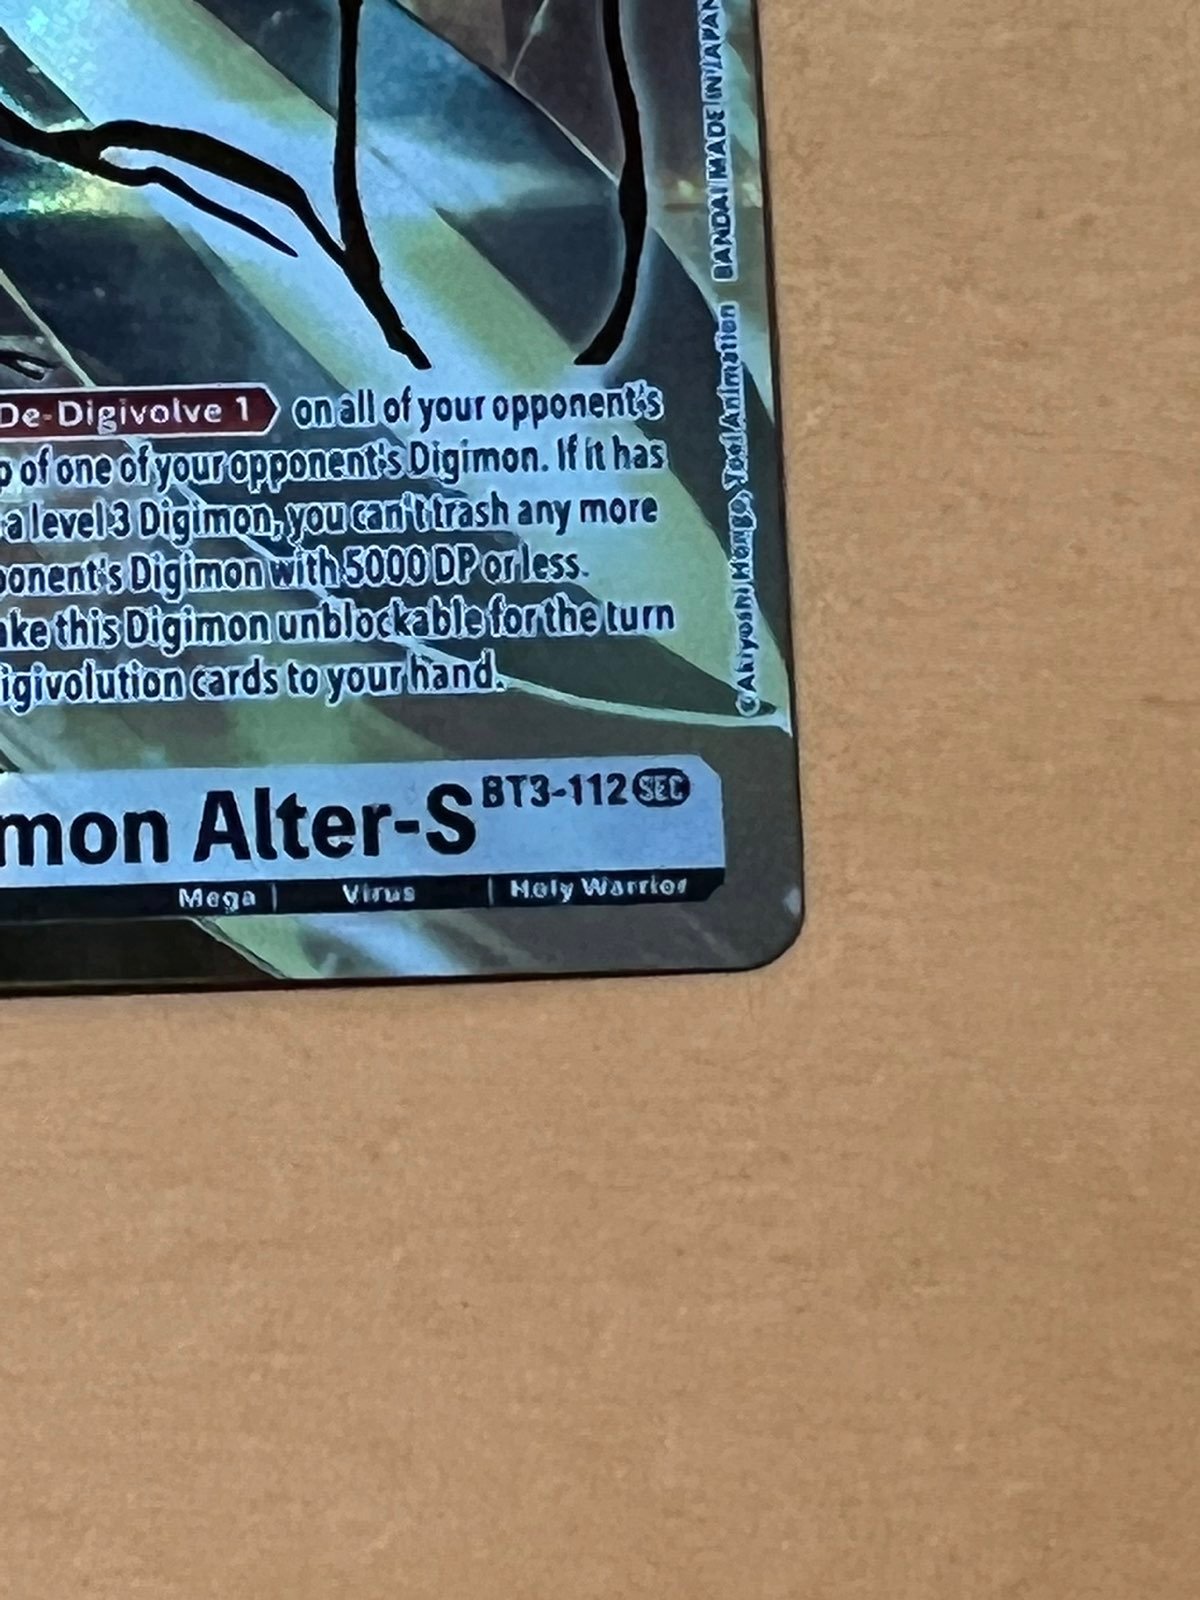 De-Digivolve 1 on all of your opponent's
p of one of your opponent's Digimon. If it has
a level 3 Digimon, you can't trash any more
ponent's Digimon with 5000 DP or less.
ake this Digimon unblockable for the turn
igivolution cards to your hand.
©Akiyoshi Hongo, Toei Animation BANDAI MADE IN JAPAN
mon Alter-S BT3-112 SEC
Mega | Virus | Holy Warrior